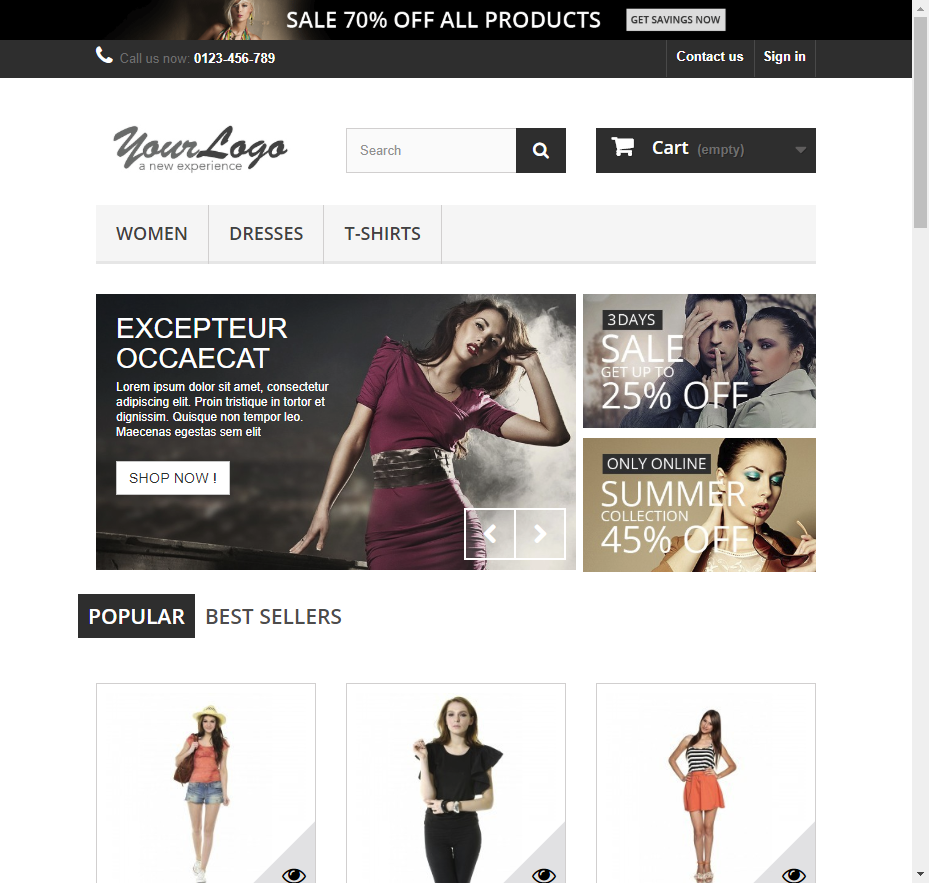 SALE 70% OFF ALL PRODUCTS
GET SAVINGS NOW
Call us now: 0123-456-789
Contact us
Sign in
YourLogo
a new experience
Search
Cart (empty)
WOMEN
DRESSES
T-SHIRTS
EXCEPTEUR
OCCAECAT
Lorem ipsum dolor sit amet, consectetur
adipiscing elit. Proin tristique in tortor et
dignissim. Quisque non tempor leo.
Maecenas egestas sem elit
SHOP NOW !
3 DAYS
SALE
GET UP TO
25% OFF
ONLY ONLINE
SUMMER
COLLECTION
45% OFF
POPULAR
BEST SELLERS